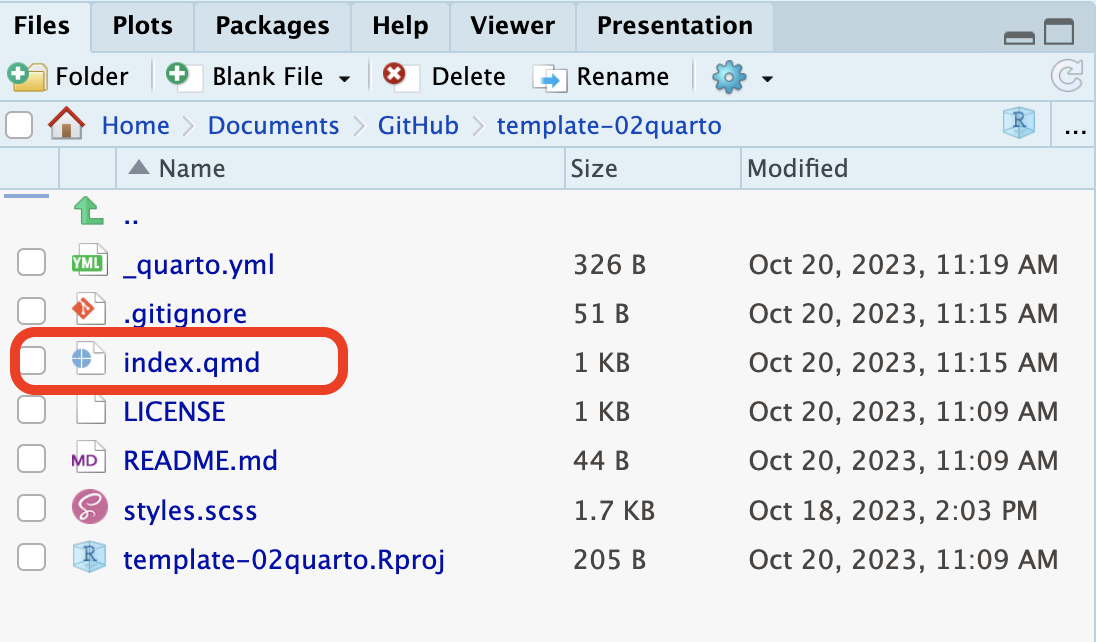 Files Plots Packages Help Viewer Presentation
Folder Blank File Delete Rename
Home Documents GitHub template-02quarto R ...
Name Size Modified
..
YML _quarto.yml 326 B Oct 20, 2023, 11:19 AM
.gitignore 51 B Oct 20, 2023, 11:15 AM
index.qmd 1 KB Oct 20, 2023, 11:15 AM
LICENSE 1 KB Oct 20, 2023, 11:09 AM
MD README.md 44 B Oct 20, 2023, 11:09 AM
styles.scss 1.7 KB Oct 18, 2023, 2:03 PM
R template-02quarto.Rproj 205 B Oct 20, 2023, 11:09 AM